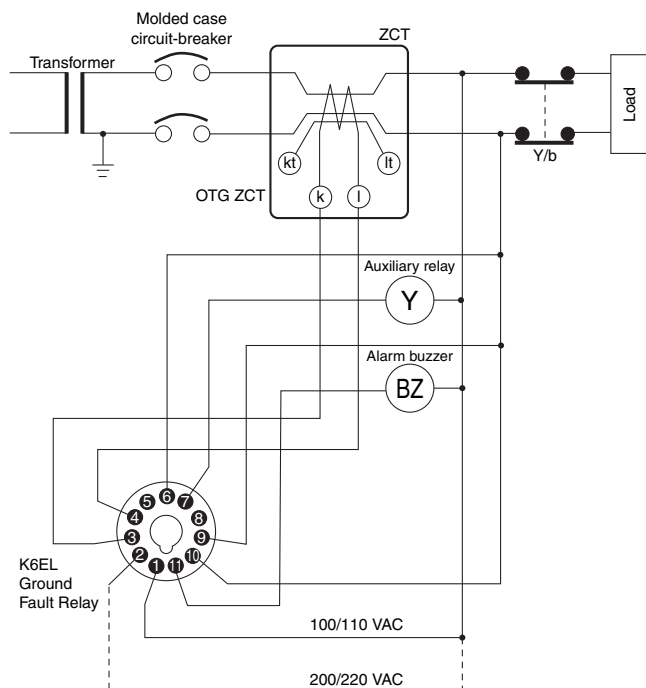 Molded case
circuit-breaker
ZCT
Transformer
Load
kt
lt
Y/b
OTG ZCT
k
l
Auxiliary relay
Y
Alarm buzzer
BZ
6
5
7
4
8
3
9
2
10
1
11
K6EL
Ground
Fault Relay
100/110 VAC
200/220 VAC